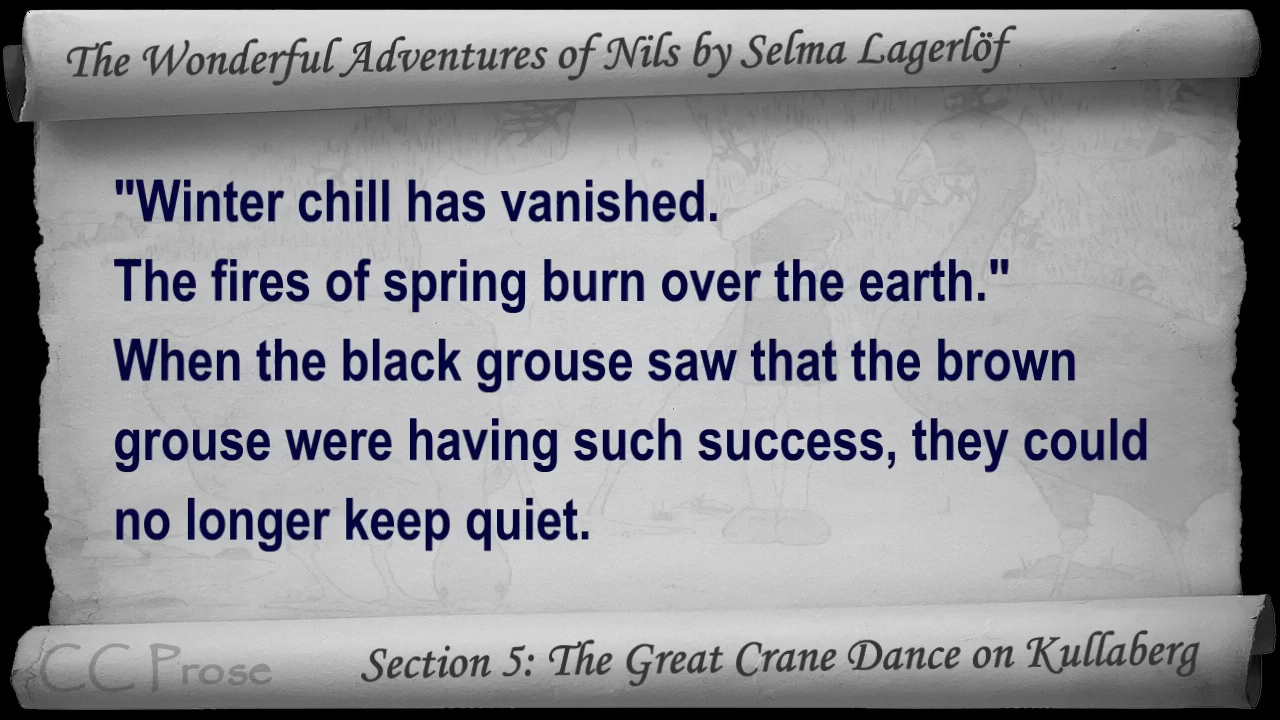 The Wonderful Adventures of Nils by Selma Lagerlöf
"Winter chill has vanished.
The fires of spring burn over the earth."
When the black grouse saw that the brown
grouse were having such success, they could
no longer keep quiet.
CC Prose
Section 5: The Great Crane Dance on Kullaberg